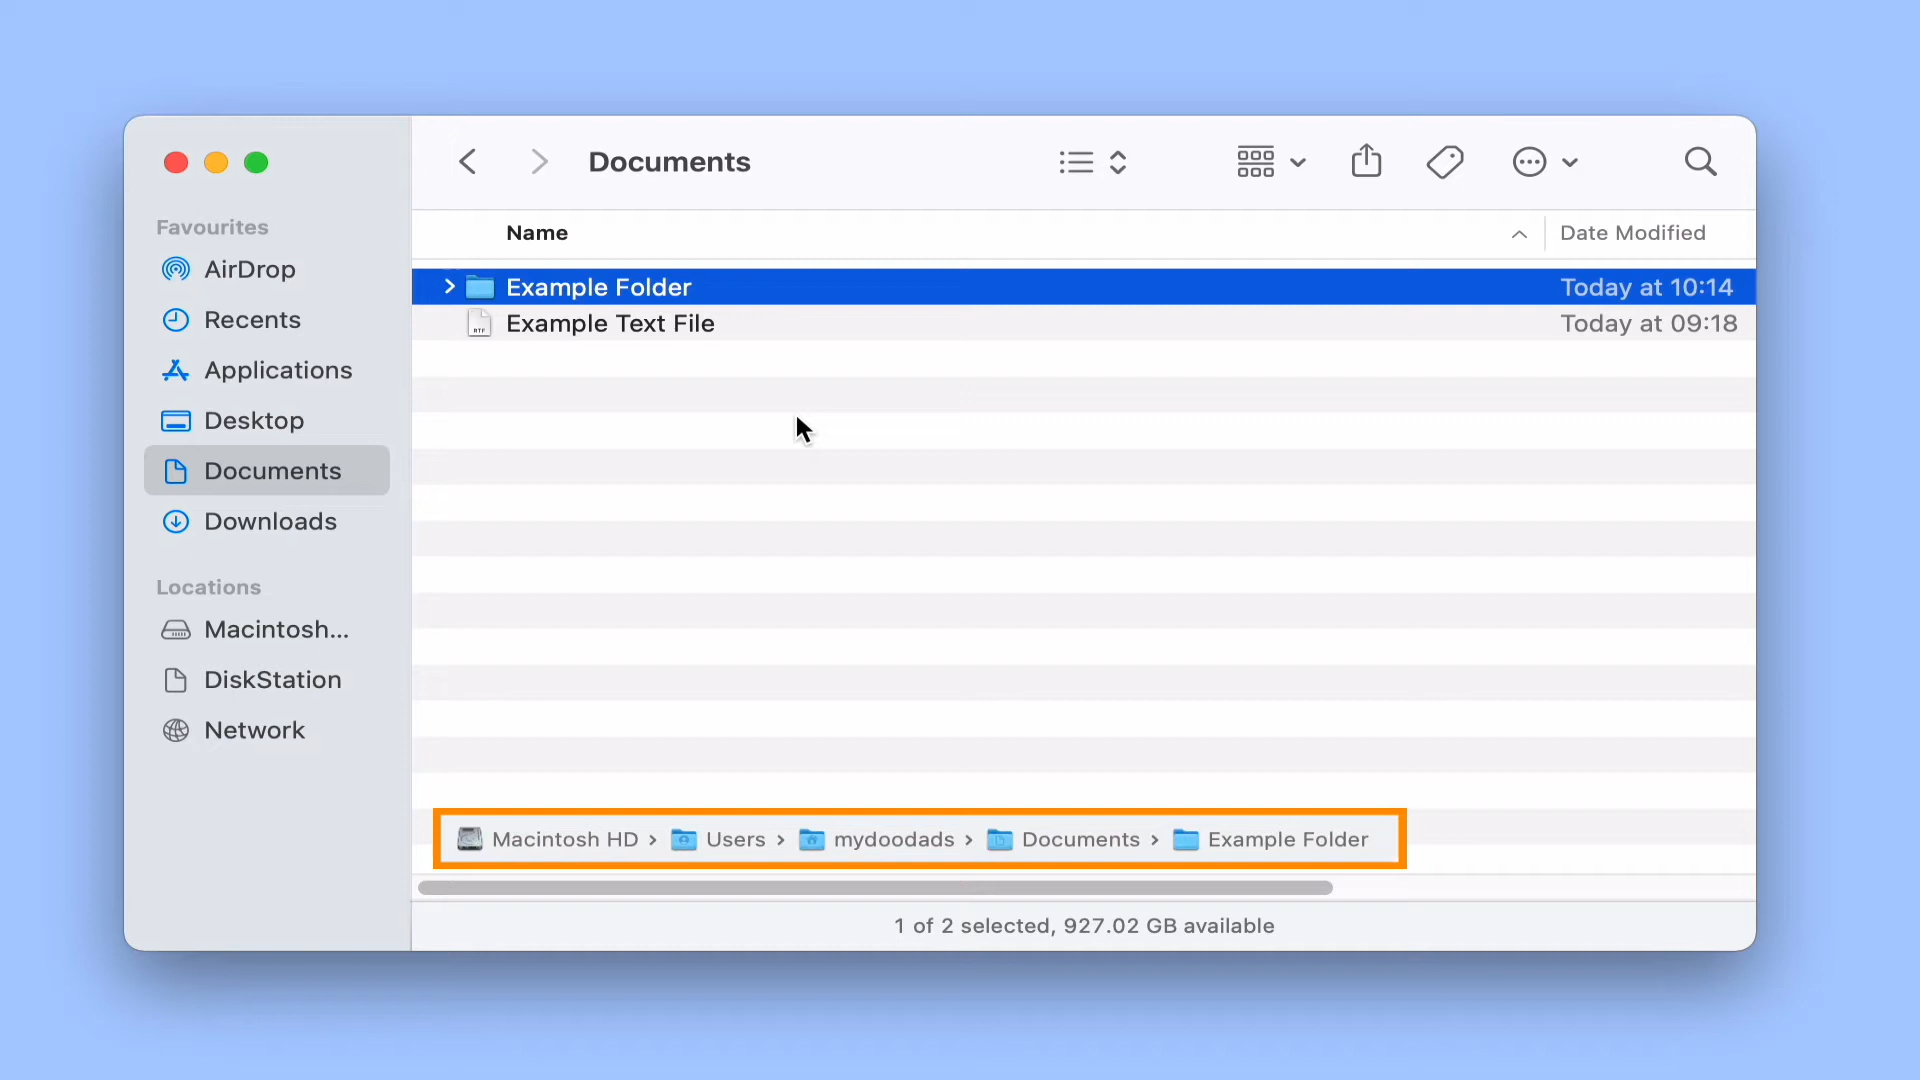 Documents
Favourites
AirDrop
Recents
Applications
Desktop
Documents
Downloads
Locations
Macintosh...
DiskStation
Network
Name Date Modified
Example Folder Today at 10:14
RTF
Example Text File Today at 09:18
Macintosh HD › Users › mydoodads › Documents › Example Folder
1 of 2 selected, 927.02 GB available